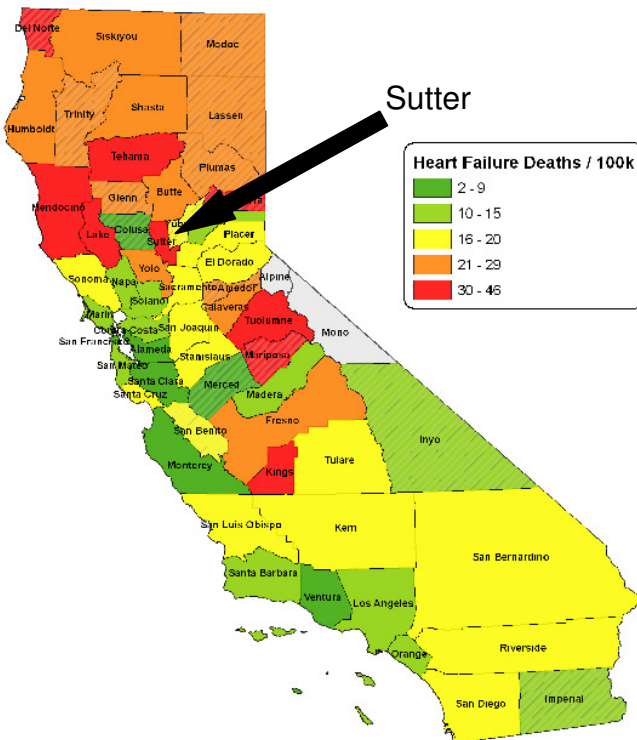 Del Norte
Siskiyou
Modoc
Trinity
Shasta
Lassen
Humboldt
Tehama
Plumas
Glenn
Butte
Mendocino
Colusa
Lake
Sutter
Placer
Yolo
El Dorado
Sonoma
Napa
Sacramento
Amador
Alpine
Solano
Marin
Calaveras
Contra Costa
San Joaquin
Tuolumne
Mono
San Francisco
Alameda
Stanislaus
San Mateo
Mariposa
Santa Clara
Merced
Santa Cruz
Madera
San Benito
Fresno
Inyo
Monterey
Kings
Tulare
San Luis Obispo
Kern
San Bernardino
Santa Barbara
Ventura
Los Angeles
Orange
Riverside
San Diego
Imperial
Sutter
Heart Failure Deaths / 100k
2 - 9
10 - 15
16 - 20
21 - 29
30 - 46